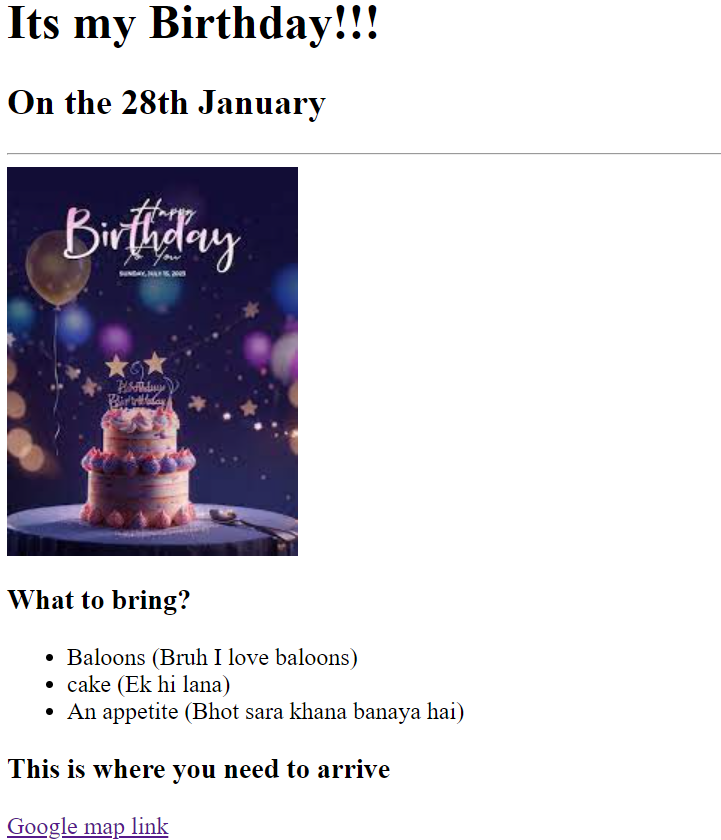 Its my Birthday!!!
On the 28th January
Happy
Birthday
To You
SUNDAY, JULY 15, 2023
What to bring?
Baloons (Bruh I love baloons)
cake (Ek hi lana)
An appetite (Bhot sara khana banaya hai)
This is where you need to arrive
Google map link